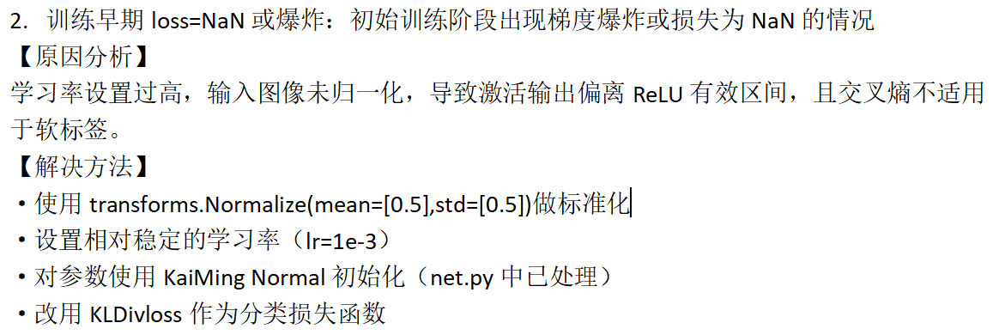 2. 训练早期 loss=NaN 或爆炸：初始训练阶段出现梯度爆炸或损失为 NaN 的情况
【原因分析】
学习率设置过高，输入图像未归一化，导致激活输出偏离 ReLU 有效区间，且交叉熵不适用
于软标签。
【解决方法】
• 使用 transforms.Normalize(mean=[0.5],std=[0.5])做标准化
• 设置相对稳定的学习率（lr=1e-3）
• 对参数使用 KaiMing Normal 初始化（net.py 中已处理）
• 改用 KLDivloss 作为分类损失函数